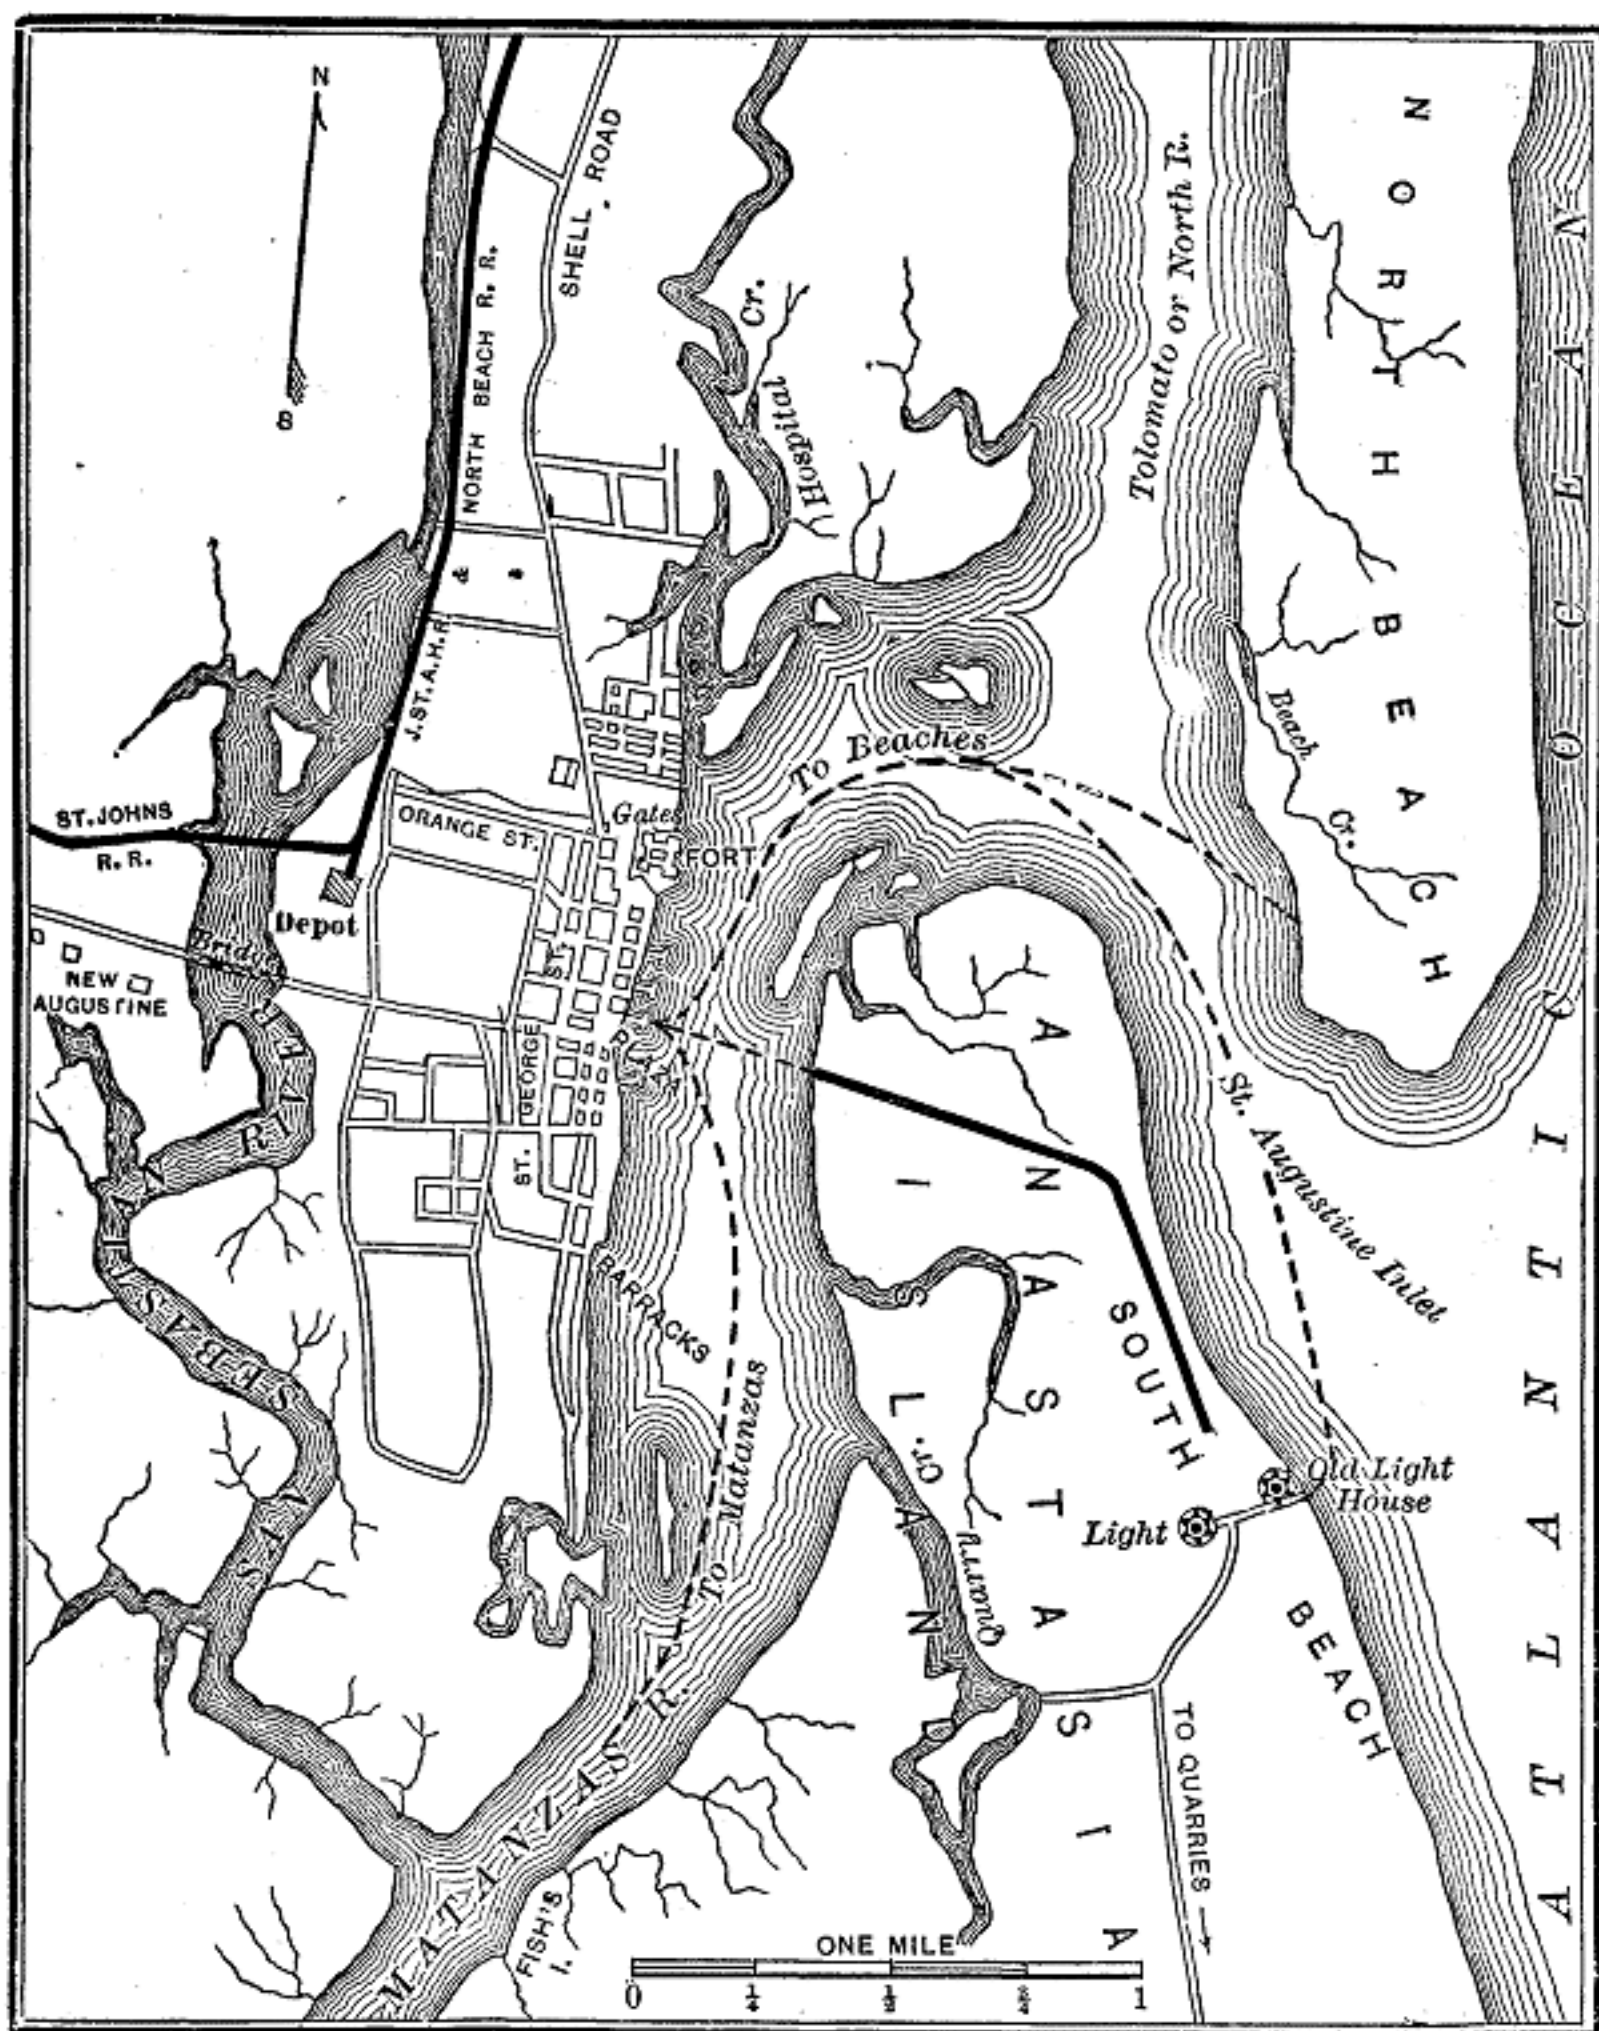 N
S
SHELL ROAD
NORTH BEACH R. R.
&
J. ST. A. H. R.
Hospital Cr.
Tolomato or North R.
NORTH BEACH
Beach Cr.
ATLANTIC OCEAN
To Beaches
ST. JOHNS
R. R.
ORANGE ST.
Gates
FORT
Depot
Bridge
NEW
AUGUSTINE
ST.
GEORGE
ST.
PLAZA
SAN SEBASTIAN RIVER
BARRACKS
To Matanzas
St. Augustine Inlet
ANASTASIA
ISLAND
SOUTH BEACH
Quarry Cr.
Old Light
House
Light
TO QUARRIES
MATANZAS R.
FISH'S
I.
ONE MILE
0 ¼ ½ ¾ 1